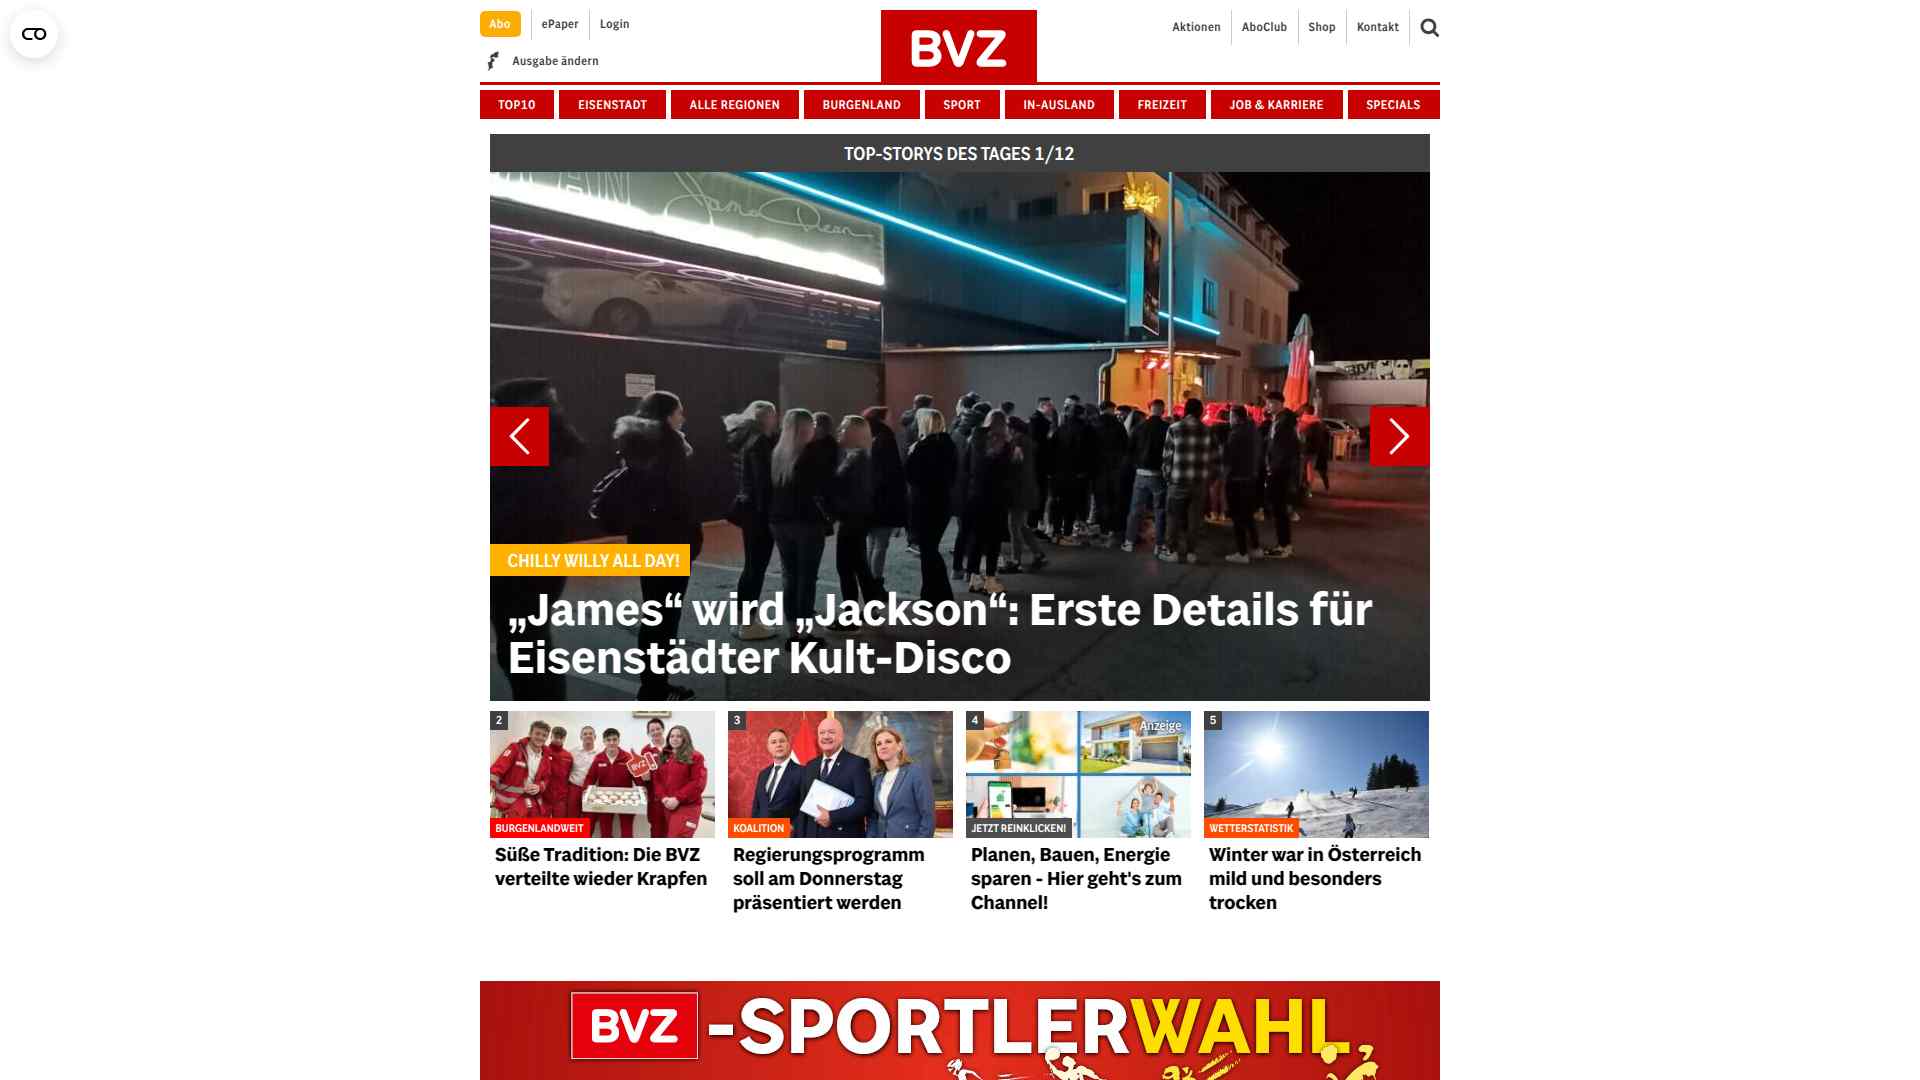 Abo
ePaper
Login
Ausgabe ändern
BVZ
Aktionen
AboClub
Shop
Kontakt
TOP10
EISENSTADT
ALLE REGIONEN
BURGENLAND
SPORT
IN-AUSLAND
FREIZEIT
JOB & KARRIERE
SPECIALS
TOP-STORYS DES TAGES 1/12
James Dean
CHILLY WILLY ALL DAY!
„James“ wird „Jackson“: Erste Details für
Eisenstädter Kult-Disco
2
BVZ
BURGENLANDWEIT
Süße Tradition: Die BVZ
verteilte wieder Krapfen
3
KOALITION
Regierungsprogramm
soll am Donnerstag
präsentiert werden
4
Anzeige
JETZT REINKLICKEN!
Planen, Bauen, Energie
sparen - Hier geht's zum
Channel!
5
WETTERSTATISTIK
Winter war in Österreich
mild und besonders
trocken
BVZ-SPORTLERWAHL